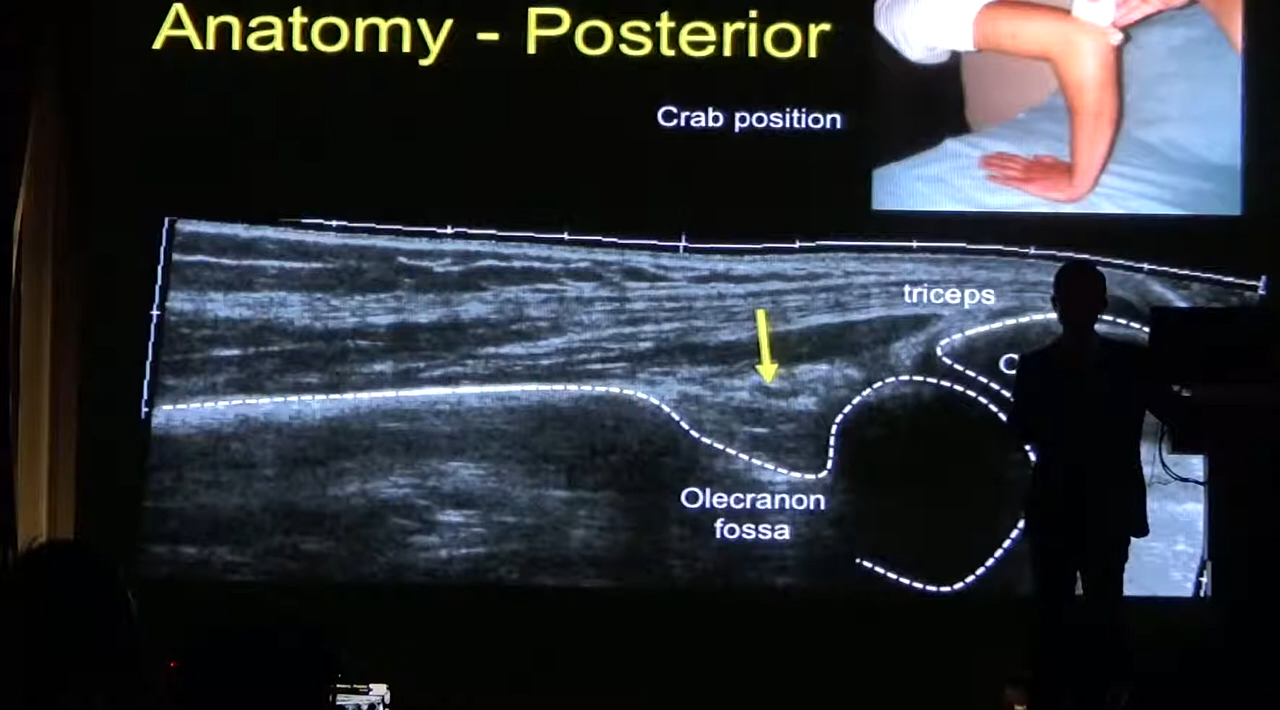 Anatomy - Posterior
Crab position
triceps
Olecranon
fossa